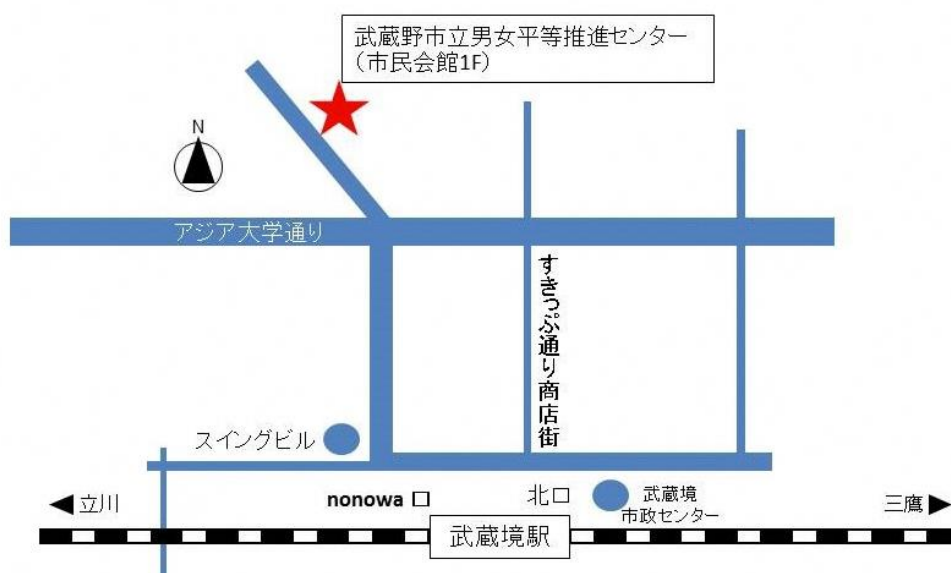 武蔵野市立男女平等推進センター
（市民会館1F）
N
アジア大学通り
すきっぷ通り商店街
スイングビル
立川
nonowa
北口
武蔵境
市政センター
三鷹
武蔵境駅